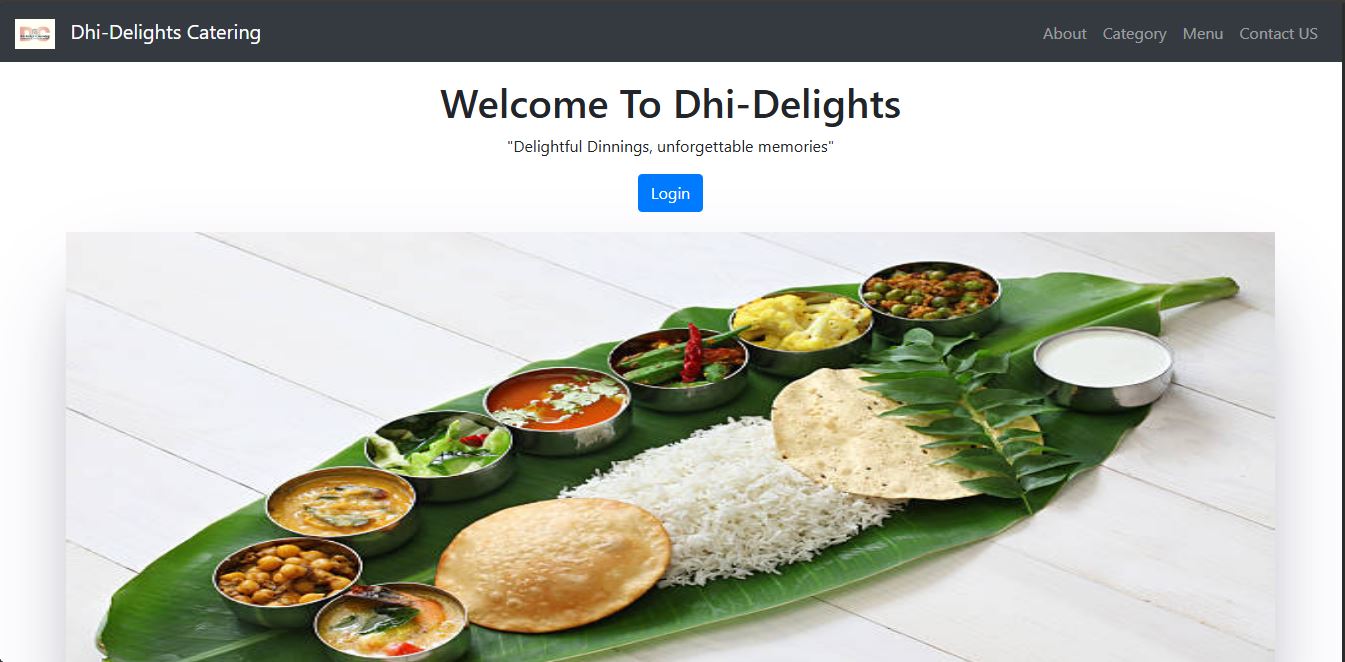 Dhi-Delights Catering
About Category Menu Contact US
Welcome To Dhi-Delights
"Delightful Dinnings, unforgettable memories"
Login